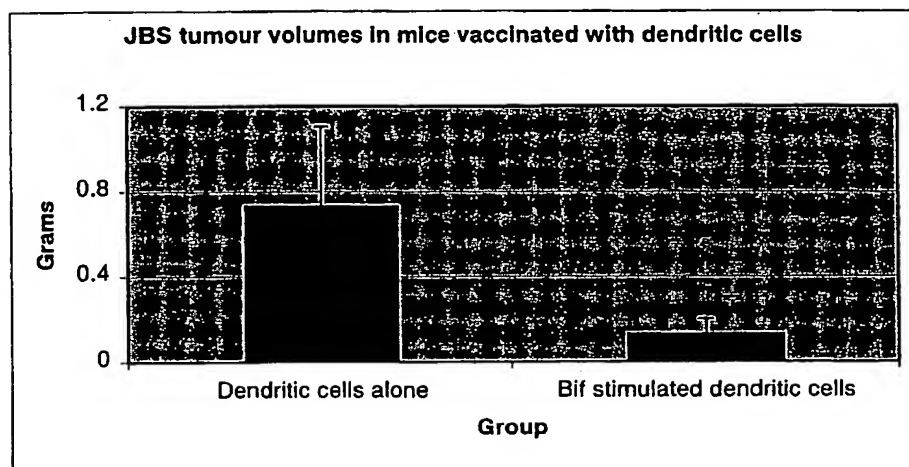 JBS tumour volumes in mice vaccinated with dendritic cells
1.2
0.8
0.4
0
Grams
Dendritic cells alone
Bif stimulated dendritic cells
Group